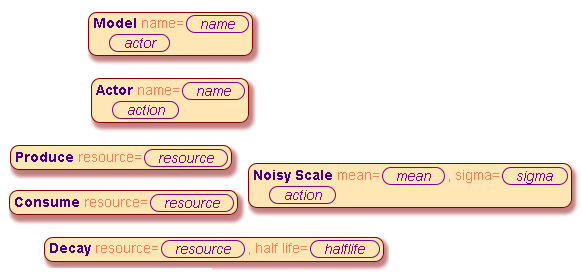 Model name= name
actor
Actor name= name
action
Produce resource= resource
Consume resource= resource
Noisy Scale mean= mean , sigma= sigma
action
Decay resource= resource , half life= halflife